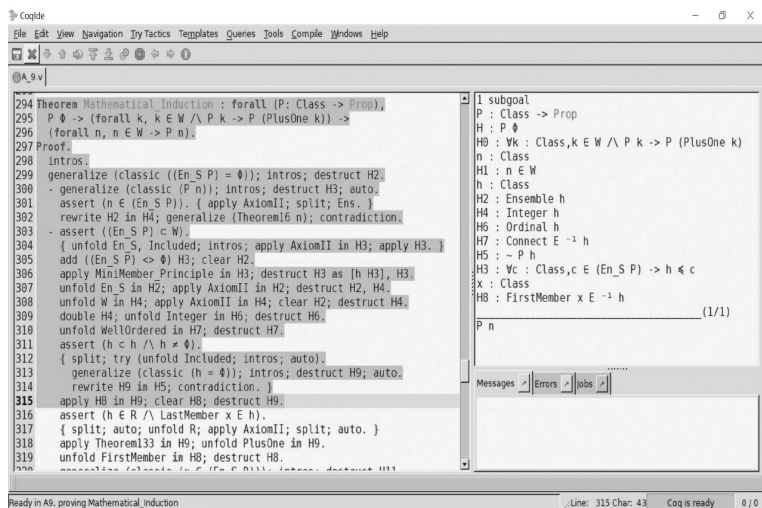 CoqIde
File Edit View Navigation Try Tactics Templates Queries Tools Compile Windows Help
A_9.v
294 Theorem Mathematical_Induction : forall (P: Class -> Prop),
295 P Φ -> (forall k, k ∈ W /\ P k -> P (PlusOne k)) ->
296 (forall n, n ∈ W -> P n).
297 Proof.
298 intros.
299 generalize (classic ((En_S P) = Φ)); intros; destruct H2.
300 - generalize (classic (P n)); intros; destruct H3; auto.
301 assert (n ∈ (En_S P)). { apply AxiomII; split; Ens. }
302 rewrite H2 in H4; generalize (Theorem16 n); contradiction.
303 - assert ((En_S P) ⊂ W).
304 { unfold En_S, Included; intros; apply AxiomII in H3; apply H3. }
305 add ((En_S P) <> Φ) H3; clear H2.
306 apply MiniMember_Principle in H3; destruct H3 as [h H3], H3.
307 unfold En_S in H2; apply AxiomII in H2; destruct H2, H4.
308 unfold W in H4; apply AxiomII in H4; clear H2; destruct H4.
309 double H4; unfold Integer in H6; destruct H6.
310 unfold WellOrdered in H7; destruct H7.
311 assert (h ⊂ h /\ h ≠ Φ).
312 { split; try (unfold Included; intros; auto).
313 generalize (classic (h = Φ)); intros; destruct H9; auto.
314 rewrite H9 in H5; contradiction. }
315 apply H8 in H9; clear H8; destruct H9.
316 assert (h ∈ R /\ LastMember x E h).
317 { split; auto; unfold R; apply AxiomII; split; auto. }
318 apply Theorem133 in H9; unfold PlusOne in H9.
319 unfold FirstMember in H8; destruct H8.
1 subgoal
P : Class -> Prop
H : P Φ
H0 : ∀k : Class,k ∈ W /\ P k -> P (PlusOne k)
n : Class
H1 : n ∈ W
h : Class
H2 : Ensemble h
H4 : Integer h
H6 : Ordinal h
H7 : Connect E ⁻¹ h
H5 : ~ P h
H3 : ∀c : Class,c ∈ (En_S P) -> h ≼ c
x : Class
H8 : FirstMember x E ⁻¹ h
(1/1)
P n
Messages Errors Jobs
Ready in A9, proving Mathematical_Induction Line: 315 Char: 43 Coq is ready 0 / 0